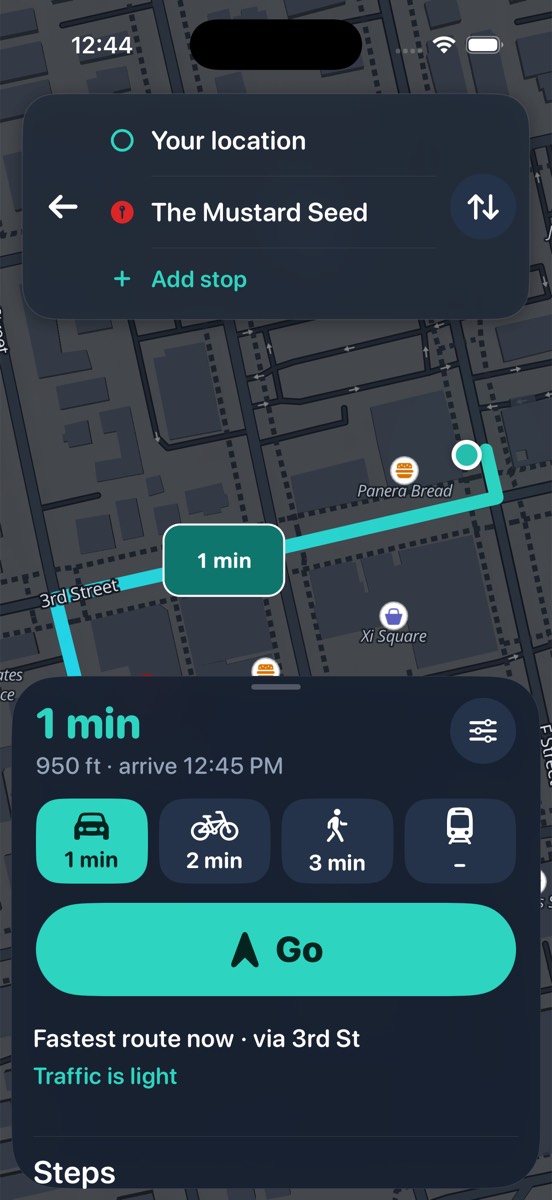 12:44
Your location
The Mustard Seed
+ Add stop
Panera Bread
1 min
3rd Street
Xi Square
1 min
950 ft · arrive 12:45 PM
1 min
2 min
3 min
–
Go
Fastest route now · via 3rd St
Traffic is light
Steps